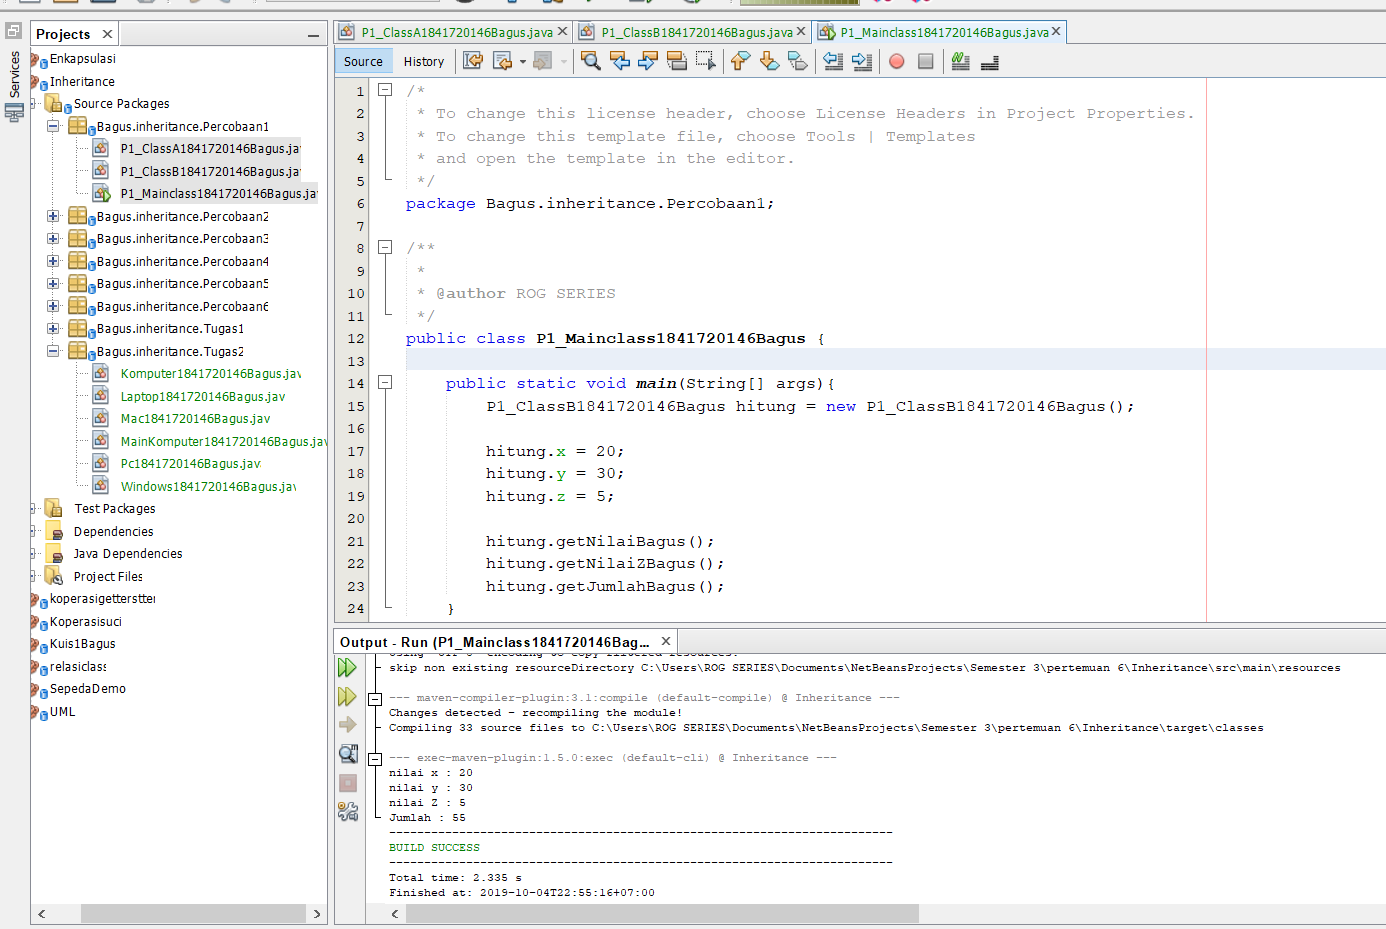 Services
Projects
Enkapsulasi
Inheritance
Source Packages
Bagus.inheritance.Percobaan1
P1_ClassA1841720146Bagus.jav
P1_ClassB1841720146Bagus.jav
P1_Mainclass1841720146Bagus.jav
Bagus.inheritance.Percobaan2
Bagus.inheritance.Percobaan3
Bagus.inheritance.Percobaan4
Bagus.inheritance.Percobaan5
Bagus.inheritance.Percobaan6
Bagus.inheritance.Tugas1
Bagus.inheritance.Tugas2
Komputer1841720146Bagus.jav
Laptop1841720146Bagus.jav
Mac1841720146Bagus.jav
MainKomputer1841720146Bagus.jav
Pc1841720146Bagus.jav
Windows1841720146Bagus.jav
Test Packages
Dependencies
Java Dependencies
Project Files
koperasigetterstter
Koperasisuci
Kuis1Bagus
relasiclass
SepedaDemo
UML
P1_ClassA1841720146Bagus.java
P1_ClassB1841720146Bagus.java
P1_Mainclass1841720146Bagus.java
Source History
1 /*
2 * To change this license header, choose License Headers in Project Properties.
3 * To change this template file, choose Tools | Templates
4 * and open the template in the editor.
5 */
6 package Bagus.inheritance.Percobaan1;
7
8 /**
9 *
10 * @author ROG SERIES
11 */
12 public class P1_Mainclass1841720146Bagus {
13
14 public static void main(String[] args){
15 P1_ClassB1841720146Bagus hitung = new P1_ClassB1841720146Bagus();
16
17 hitung.x = 20;
18 hitung.y = 30;
19 hitung.z = 5;
20
21 hitung.getNilaiBagus();
22 hitung.getNilaiZBagus();
23 hitung.getJumlahBagus();
24 }
Output - Run (P1_Mainclass1841720146Bag...
skip non existing resourceDirectory C:\Users\ROG SERIES\Documents\NetBeansProjects\Semester 3\pertemuan 6\Inheritance\src\main\resources
--- maven-compiler-plugin:3.1:compile (default-compile) @ Inheritance ---
Changes detected - recompiling the module!
Compiling 33 source files to C:\Users\ROG SERIES\Documents\NetBeansProjects\Semester 3\pertemuan 6\Inheritance\target\classes
--- exec-maven-plugin:1.5.0:exec (default-cli) @ Inheritance ---
nilai x : 20
nilai y : 30
nilai Z : 5
Jumlah : 55
------------------------------------------------------------------------
BUILD SUCCESS
------------------------------------------------------------------------
Total time: 2.335 s
Finished at: 2019-10-04T22:55:16+07:00